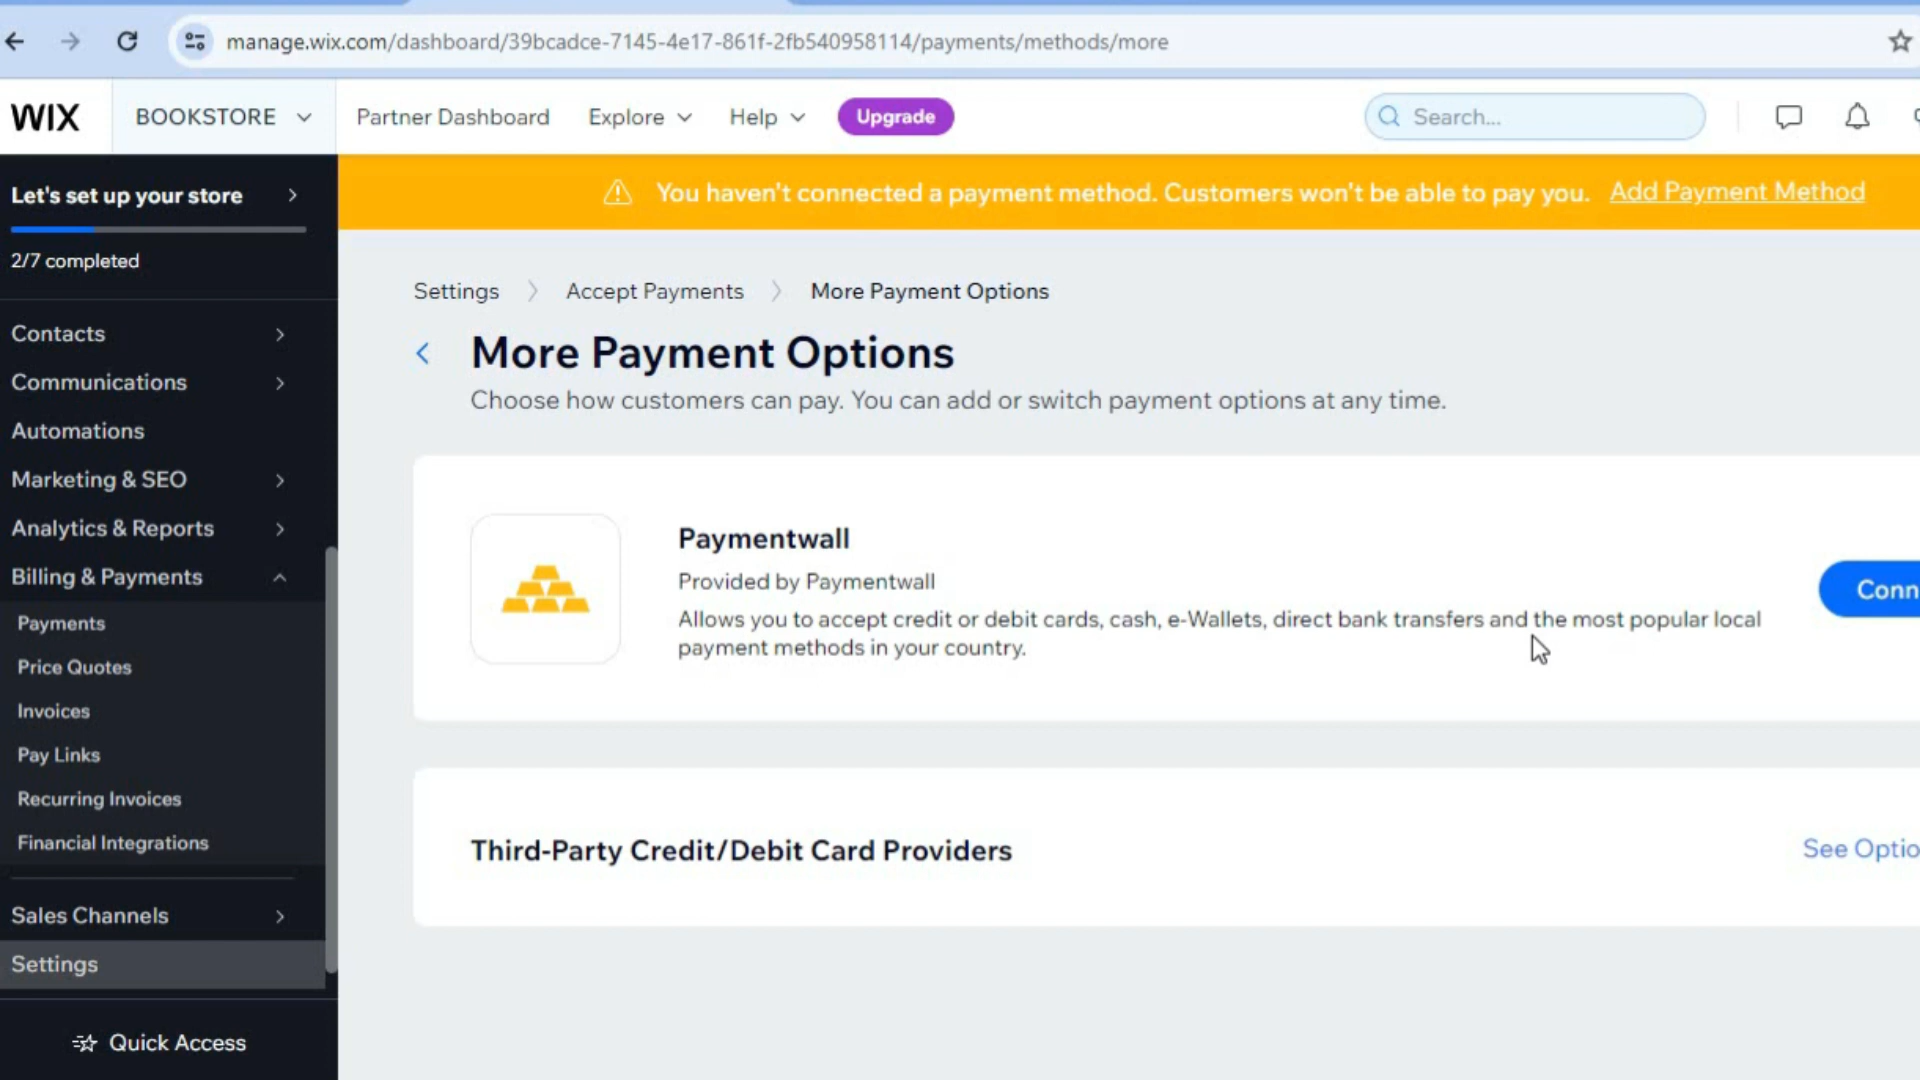 manage.wix.com/dashboard/39bcadce-7145-4e17-861f-2fb540958114/payments/methods/more
WIX
BOOKSTORE
Partner Dashboard
Explore
Help
Upgrade
Search...
Let's set up your store
2/7 completed
You haven't connected a payment method. Customers won't be able to pay you. Add Payment Method
Contacts
Communications
Automations
Marketing & SEO
Analytics & Reports
Billing & Payments
Payments
Price Quotes
Invoices
Pay Links
Recurring Invoices
Financial Integrations
Sales Channels
Settings
Quick Access
Settings
Accept Payments
More Payment Options
More Payment Options
Choose how customers can pay. You can add or switch payment options at any time.
Paymentwall
Provided by Paymentwall
Allows you to accept credit or debit cards, cash, e-Wallets, direct bank transfers and the most popular local
payment methods in your country.
Conn
Third-Party Credit/Debit Card Providers
See Optio